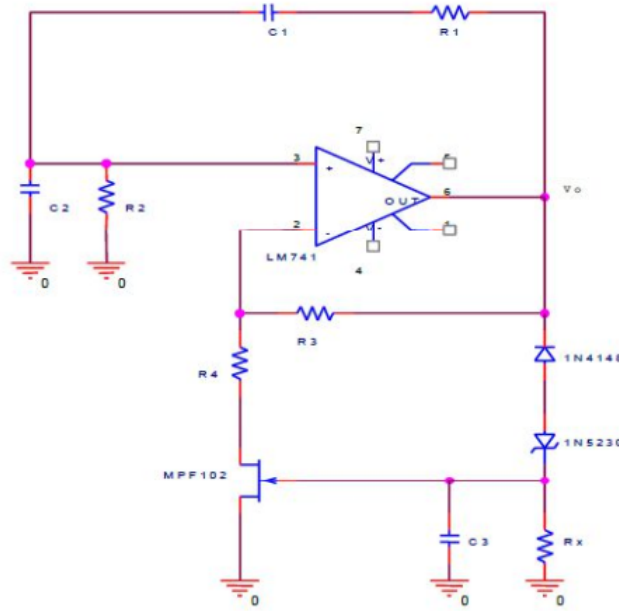 C1
R1
7
3
+
V+
5
C2
R2
OUT
6
Vo
2
-
V-
1
LM741
4
0
0
R3
R4
1N4148
1N5230
MPF102
C3
Rx
0
0
0